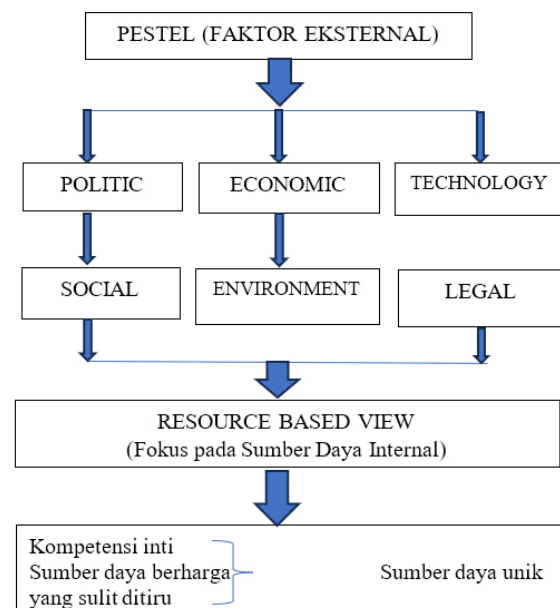 PESTEL (FAKTOR EKSTERNAL)
POLITIC
ECONOMIC
TECHNOLOGY
SOCIAL
ENVIRONMENT
LEGAL
RESOURCE BASED VIEW
(Fokus pada Sumber Daya Internal)
Kompetensi inti
Sumber daya berharga
yang sulit ditiru
Sumber daya unik